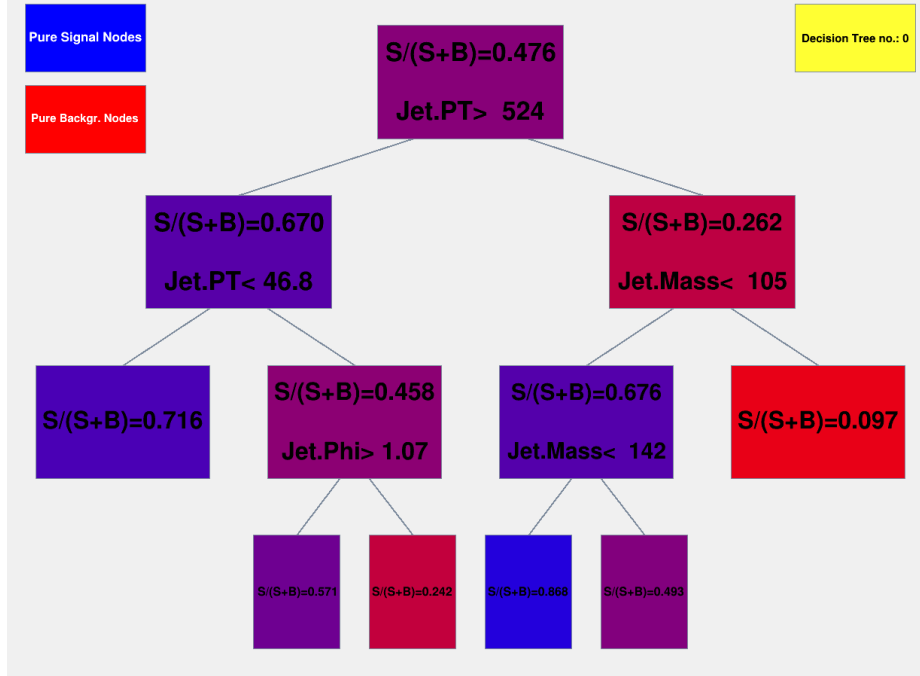 Pure Signal Nodes
Pure Backgr. Nodes
Decision Tree no.: 0
S/(S+B)=0.476
Jet.PT>  524
S/(S+B)=0.670
Jet.PT< 46.8
S/(S+B)=0.262
Jet.Mass<  105
S/(S+B)=0.716
S/(S+B)=0.458
Jet.Phi> 1.07
S/(S+B)=0.676
Jet.Mass<  142
S/(S+B)=0.097
S/(S+B)=0.571
S/(S+B)=0.242
S/(S+B)=0.868
S/(S+B)=0.493